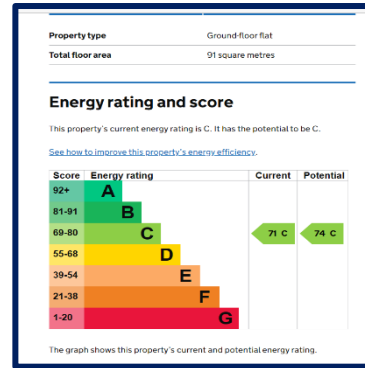 Property type Ground-floor flat
Total floor area 91 square metres
Energy rating and score
This property's current energy rating is C. It has the potential to be C.
See how to improve this property's energy efficiency.
Score Energy rating Current Potential
92+ A
81-91 B
69-80 C 71 C 74 C
55-68 D
39-54 E
21-38 F
1-20 G
The graph shows this property's current and potential energy rating.